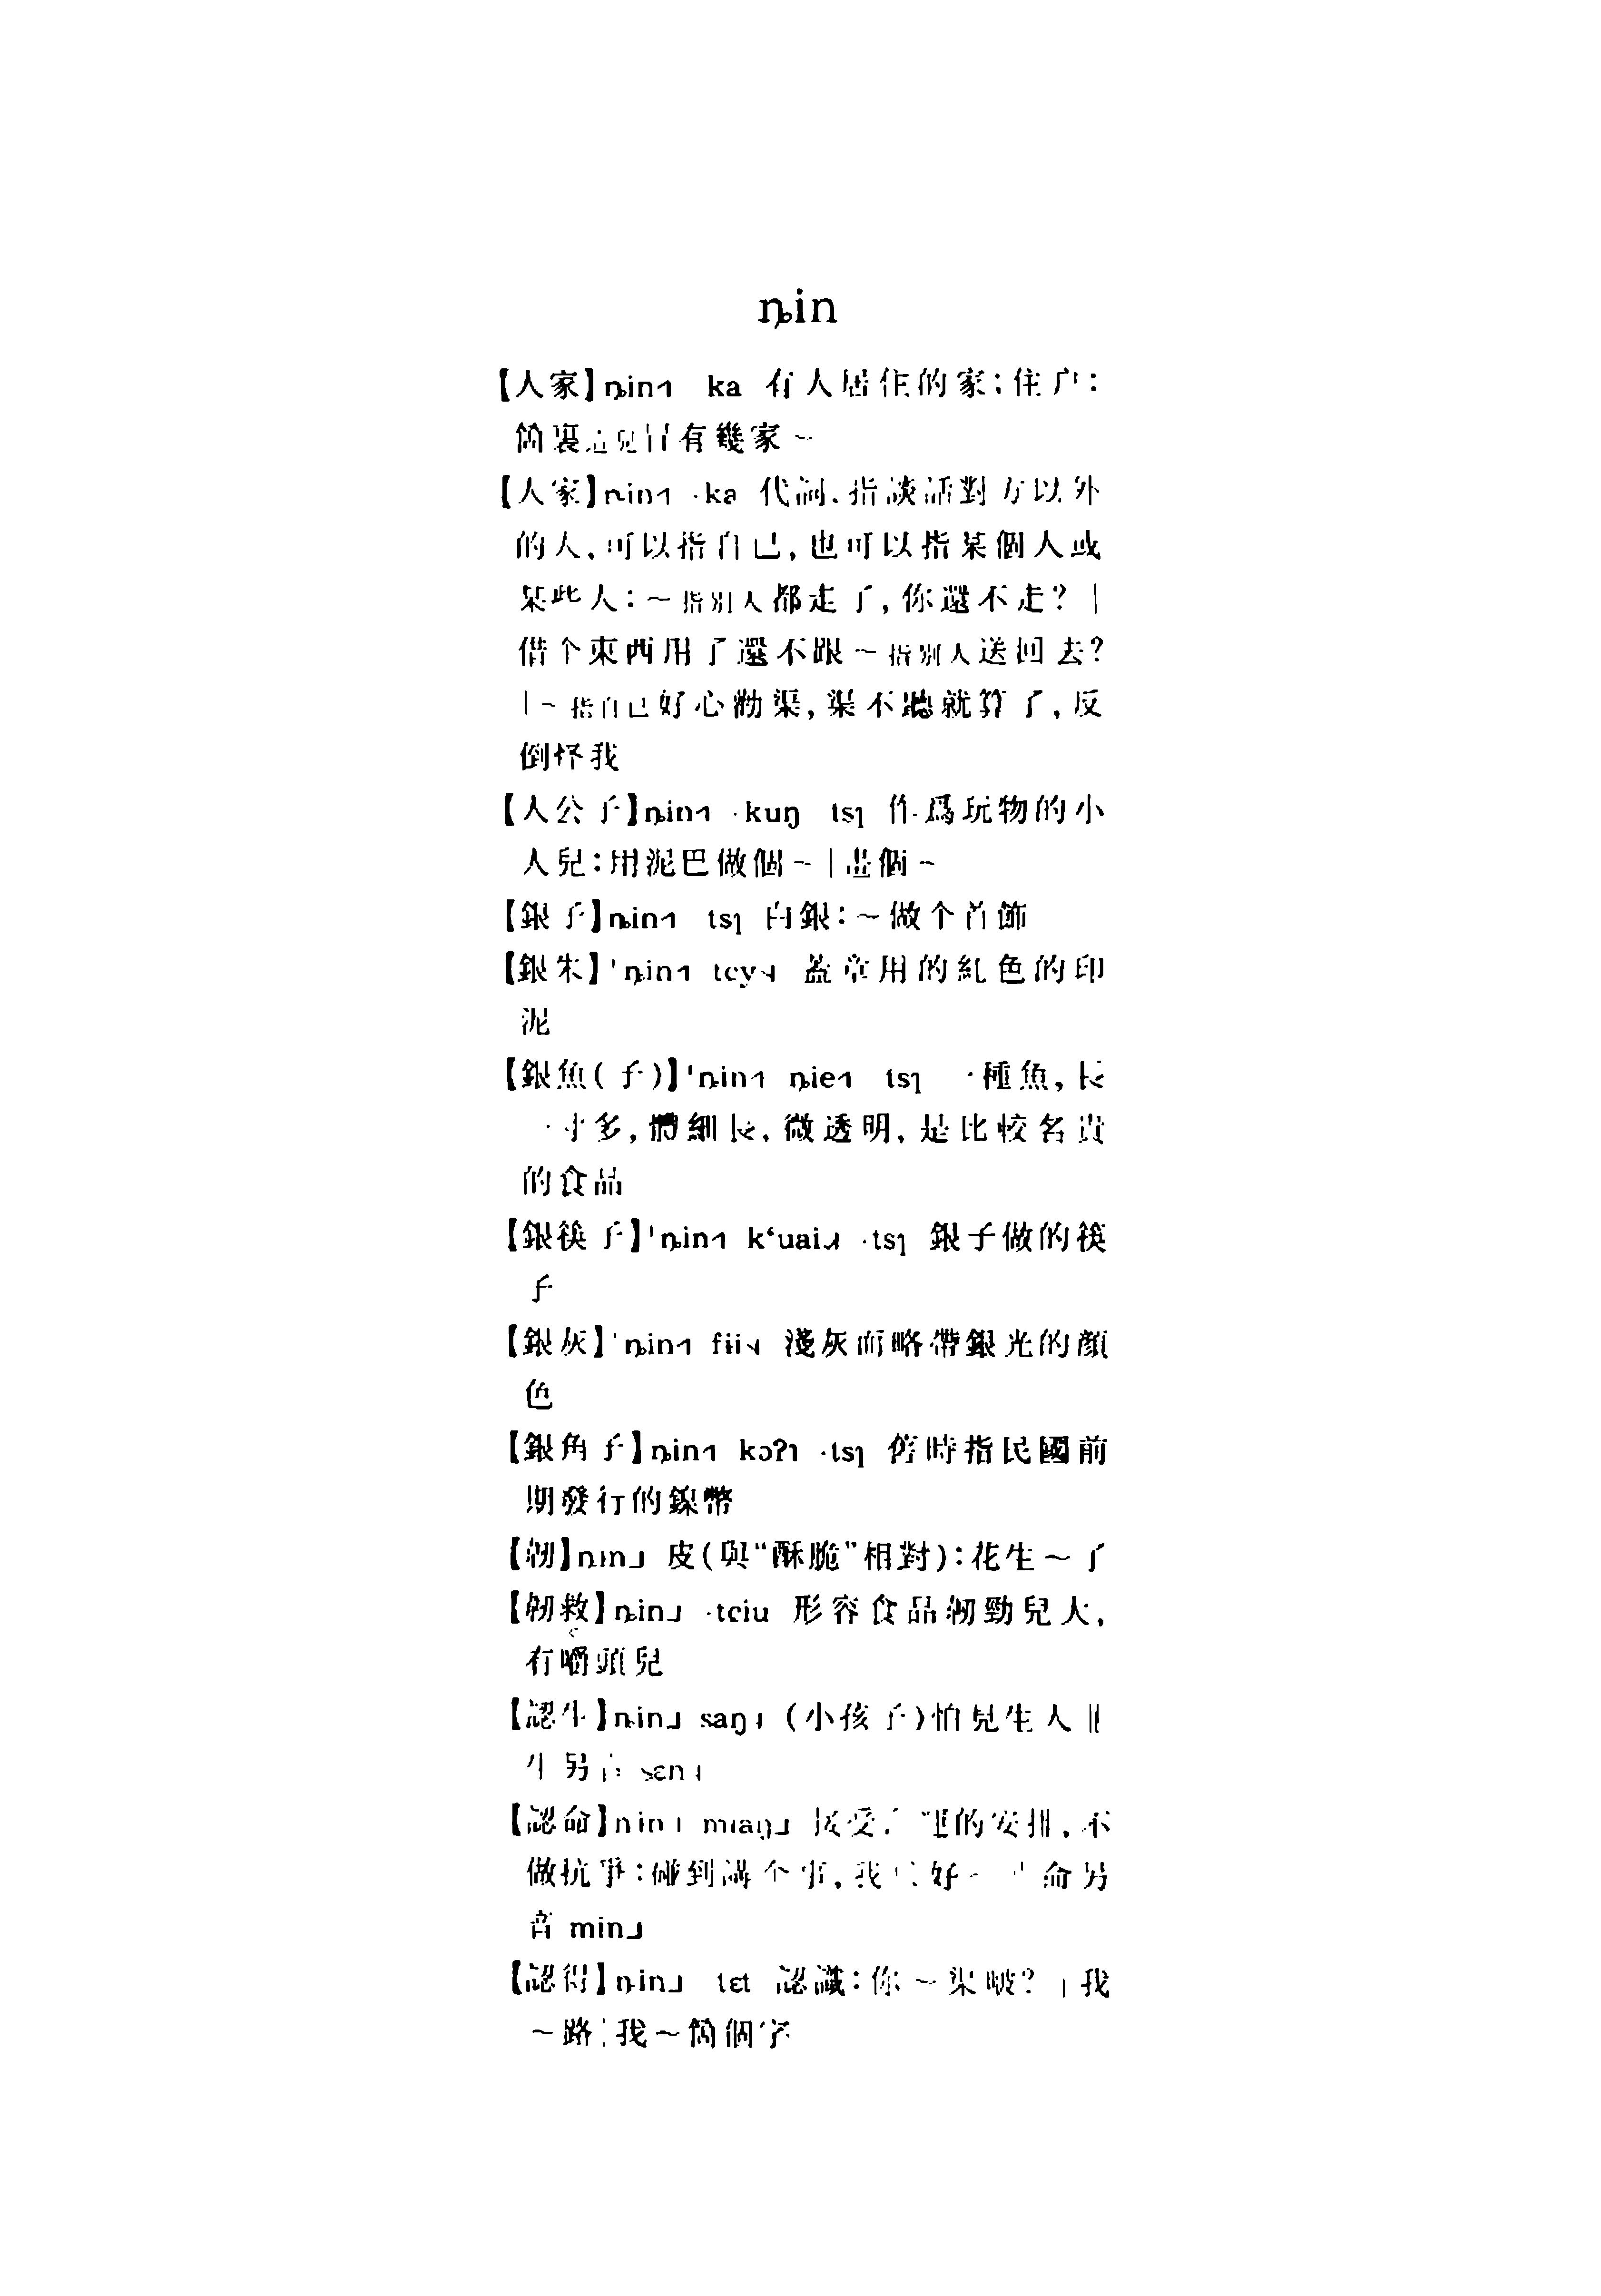 ȵin
【人家】ȵin˧˥ ka 有人居住的家；住户：
箇裏 有幾家～
【人家】ȵin˧˥ ·ka 代詞，指談話對方以外
的人，可以指自己，也可以指某個人或
某些人：～指别人都走了，你還不走？｜
借个東西用了還不跟～指别人送回去？
｜～指自己好心勸渠，渠不聽就算了，反
倒怪我
【人公子】ȵin ·kuŋ tsɿ 作爲玩物的小
人兒：用泥巴做個～｜畫個～
【銀子】ȵin tsɿ 白銀：～做个首飾
【銀朱】ˈȵin tɕy 蓋章用的紅色的印
泥
【銀魚(子)】ˈȵin ȵie tsɿ 一種魚，長
一寸多，體細長，微透明，是比較名貴
的食品
【銀筷子】ˈȵin kʻuai ·tsɿ 銀子做的筷
子
【銀灰】ˈȵin fɨi 淺灰而略帶銀光的顔
色
【銀角子】ȵin kɔʔ ·tsɿ 舊時指民國前
期發行的鎳幣
【韌】ȵin˩ 皮(與“酥脆”相對)：花生～了
【韌救】ȵin ·tɕiu 形容食品韌勁兒大，
有嚼頭兒
【認生】ȵin saŋ (小孩子)怕見生人‖
生另音 sɛn
【認命】ȵin miaŋ 接受 運的安排，不
做抗爭：碰到講个事，我 好～ 命另
音 min
【認得】ȵin tɛt 認識：你～渠啵？｜我
～路｜我～箇個字